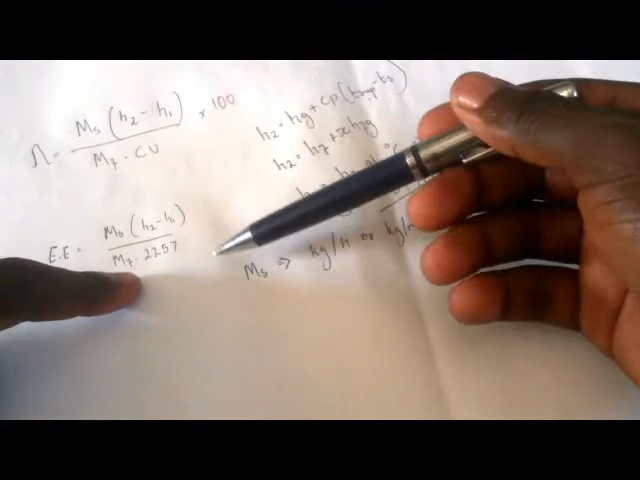 η = Ms (h2 - h1) / Mf . CV × 100
E.E = Ms (h2 - h1) / Mf . 2257
h2 = hg + cp (tsup - ts)
h2 = hf + x hfg
Ms => kg/h or kg/h